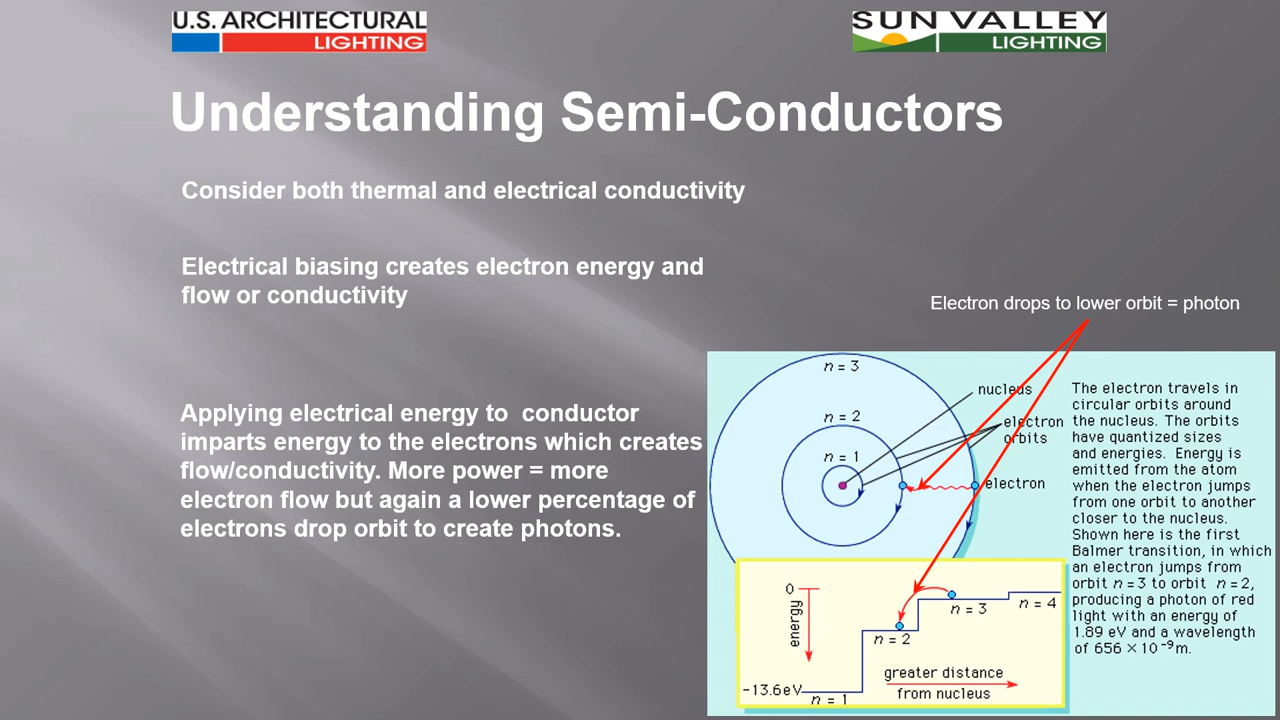 U.S. ARCHITECTURAL
LIGHTING
SUN VALLEY
LIGHTING
Understanding Semi-Conductors
Consider both thermal and electrical conductivity
Electrical biasing creates electron energy and
flow or conductivity
Electron drops to lower orbit = photon
Applying electrical energy to  conductor
imparts energy to the electrons which creates
flow/conductivity. More power = more
electron flow but again a lower percentage of
electrons drop orbit to create photons.
n = 3
n = 2
n = 1
nucleus
electron
orbits
electron
The electron travels in
circular orbits around
the nucleus. The orbits
have quantized sizes
and energies. Energy is
emitted from the atom
when the electron jumps
from one orbit to another
closer to the nucleus.
Shown here is the first
Balmer transition, in which
an electron jumps from
orbit n = 3 to orbit n = 2,
producing a photon of red
light with an energy of
1.89 eV and a wavelength
of 656 × 10⁻⁹m.
0
energy
n = 4
n = 3
n = 2
greater distance
from nucleus
-13.6eV
n = 1